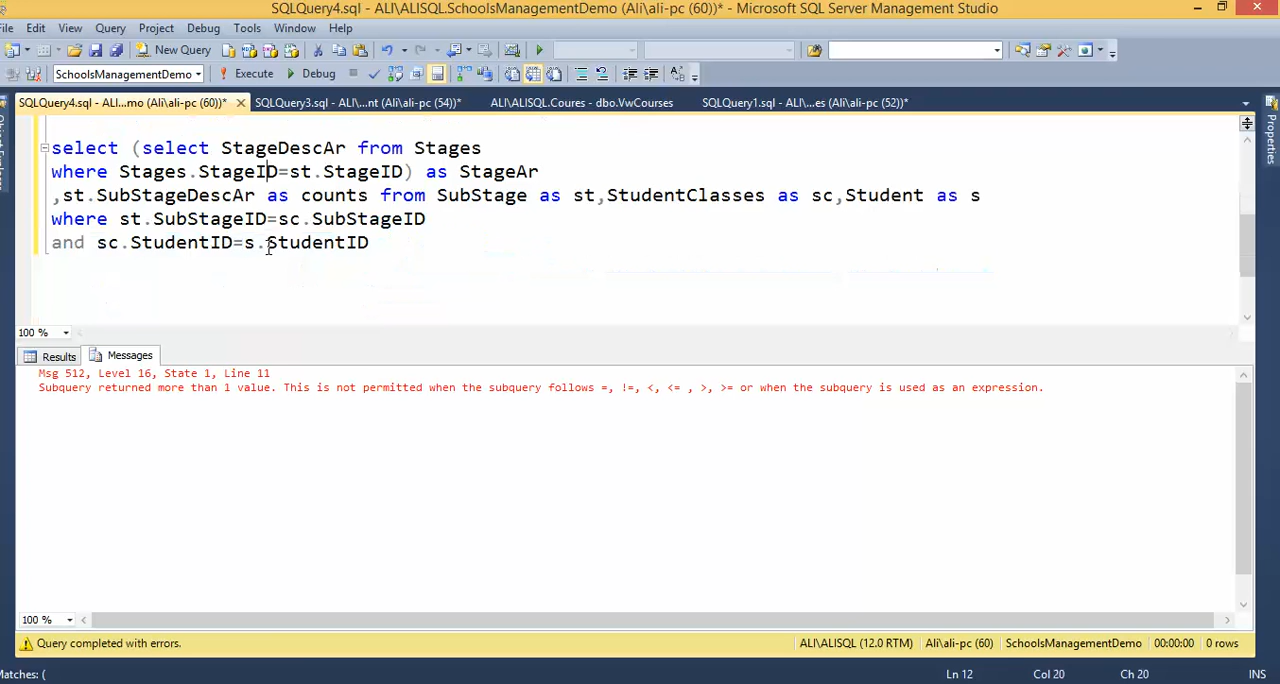 SQLQuery4.sql - ALI\ALISQL.SchoolsManagementDemo (Ali\ali-pc (60))* - Microsoft SQL Server Management Studio
File Edit View Query Project Debug Tools Window Help
New Query
SchoolsManagementDemo Execute Debug
SQLQuery4.sql - ALI...mo (Ali\ali-pc (60))* SQLQuery3.sql - ALI\...nt (Ali\ali-pc (54))* ALI\ALISQL.Coures - dbo.VwCourses SQLQuery1.sql - ALI\...es (Ali\ali-pc (52))*
Properties
select (select StageDescAr from Stages
where Stages.StageID=st.StageID) as StageAr
,st.SubStageDescAr as counts from SubStage as st,StudentClasses as sc,Student as s
where st.SubStageID=sc.SubStageID
and sc.StudentID=s.StudentID
100 %
Results Messages
Msg 512, Level 16, State 1, Line 11
Subquery returned more than 1 value. This is not permitted when the subquery follows =, !=, <, <= , >, >= or when the subquery is used as an expression.
100 %
Query completed with errors. ALI\ALISQL (12.0 RTM) Ali\ali-pc (60) SchoolsManagementDemo 00:00:00 0 rows
Matches: ( Ln 12 Col 20 Ch 20 INS